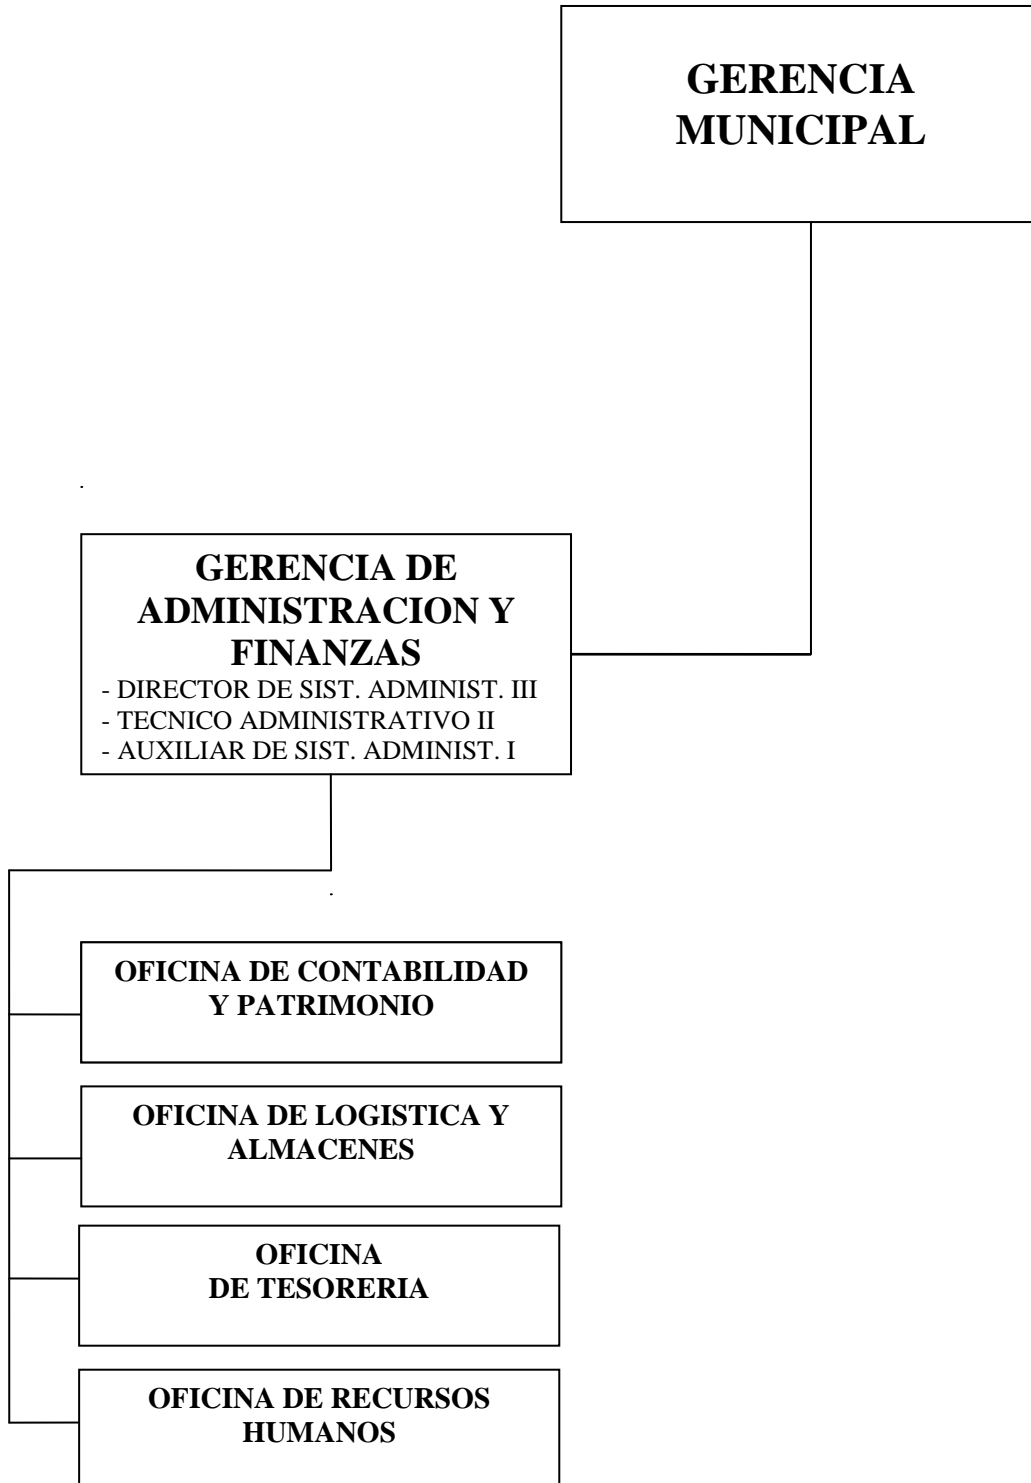 GERENCIA
MUNICIPAL
GERENCIA DE
ADMINISTRACION Y
FINANZAS
- DIRECTOR DE SIST. ADMINIST. III
- TECNICO ADMINISTRATIVO II
- AUXILIAR DE SIST. ADMINIST. I
OFICINA DE CONTABILIDAD
Y PATRIMONIO
OFICINA DE LOGISTICA Y
ALMACENES
OFICINA
DE TESORERIA
OFICINA DE RECURSOS
HUMANOS